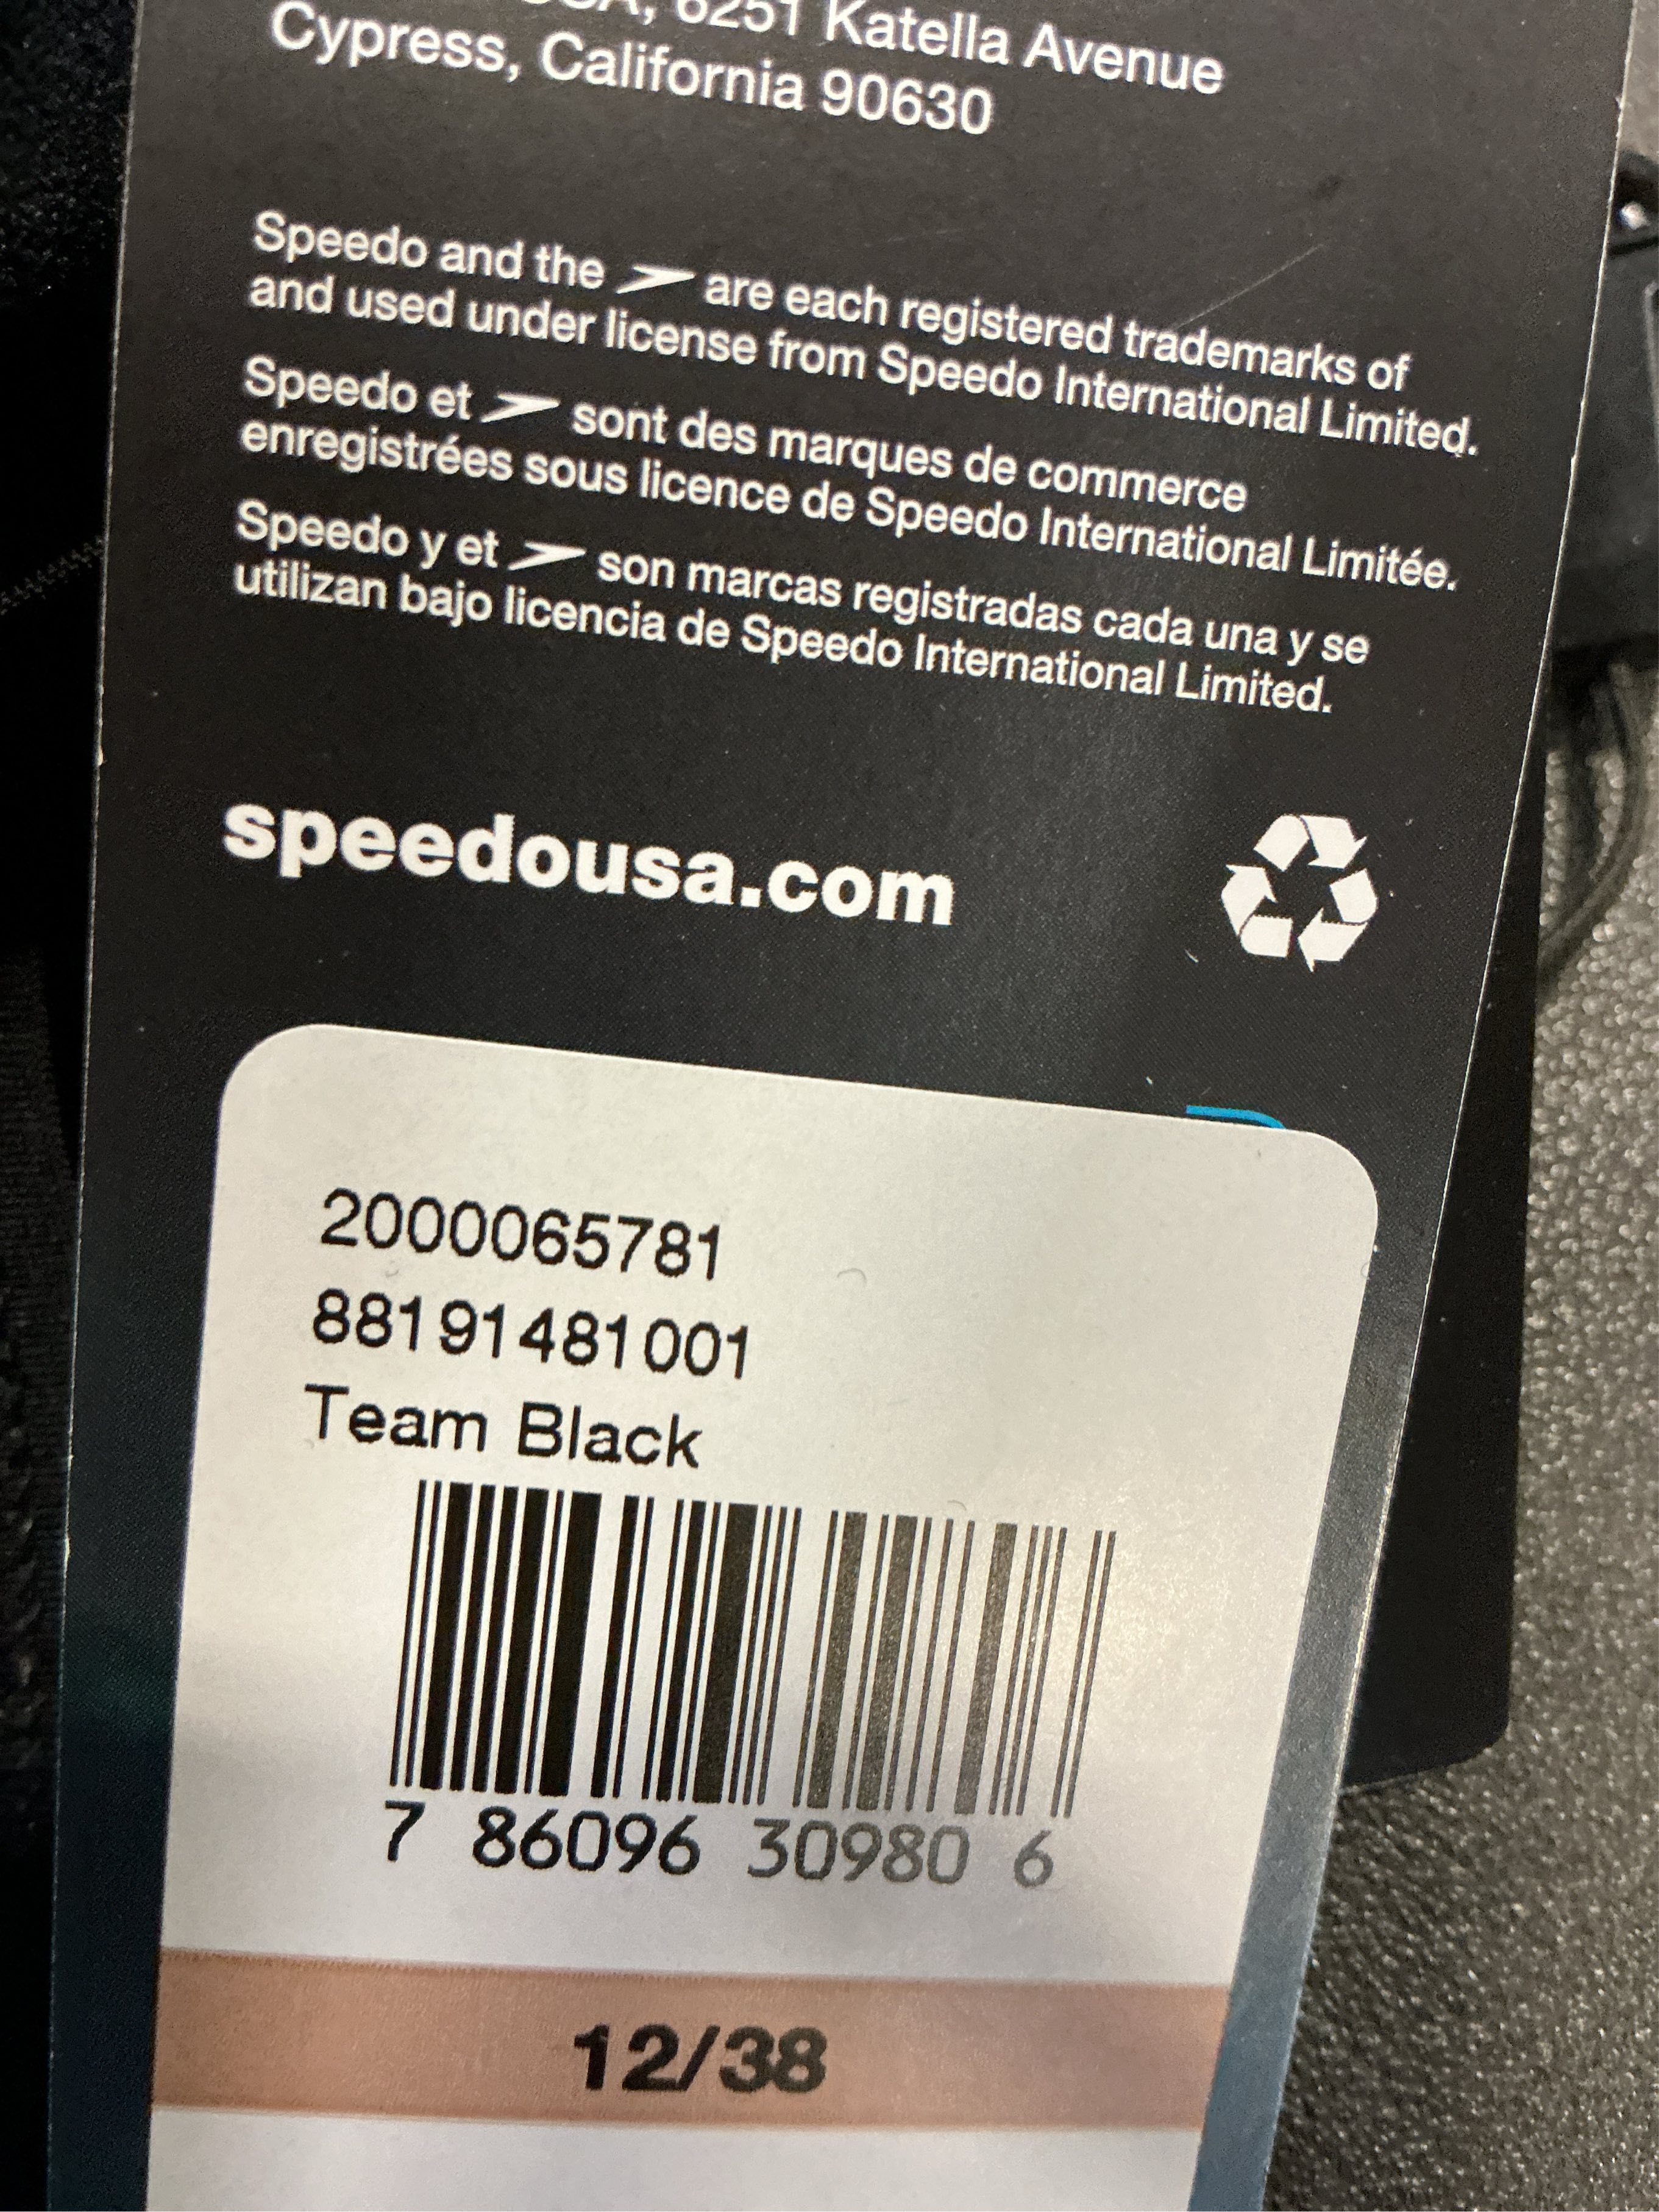 6251 Katella Avenue
Cypress, California 90630
Speedo and the are each registered trademarks of
and used under license from Speedo International Limited.
Speedo et sont des marques de commerce
enregistrées sous licence de Speedo International Limitée.
Speedo y et son marcas registradas cada una y se
utilizan bajo licencia de Speedo International Limited.
speedousa.com
2000065781
88191481001
Team Black
7 86096 30980 6
12/38